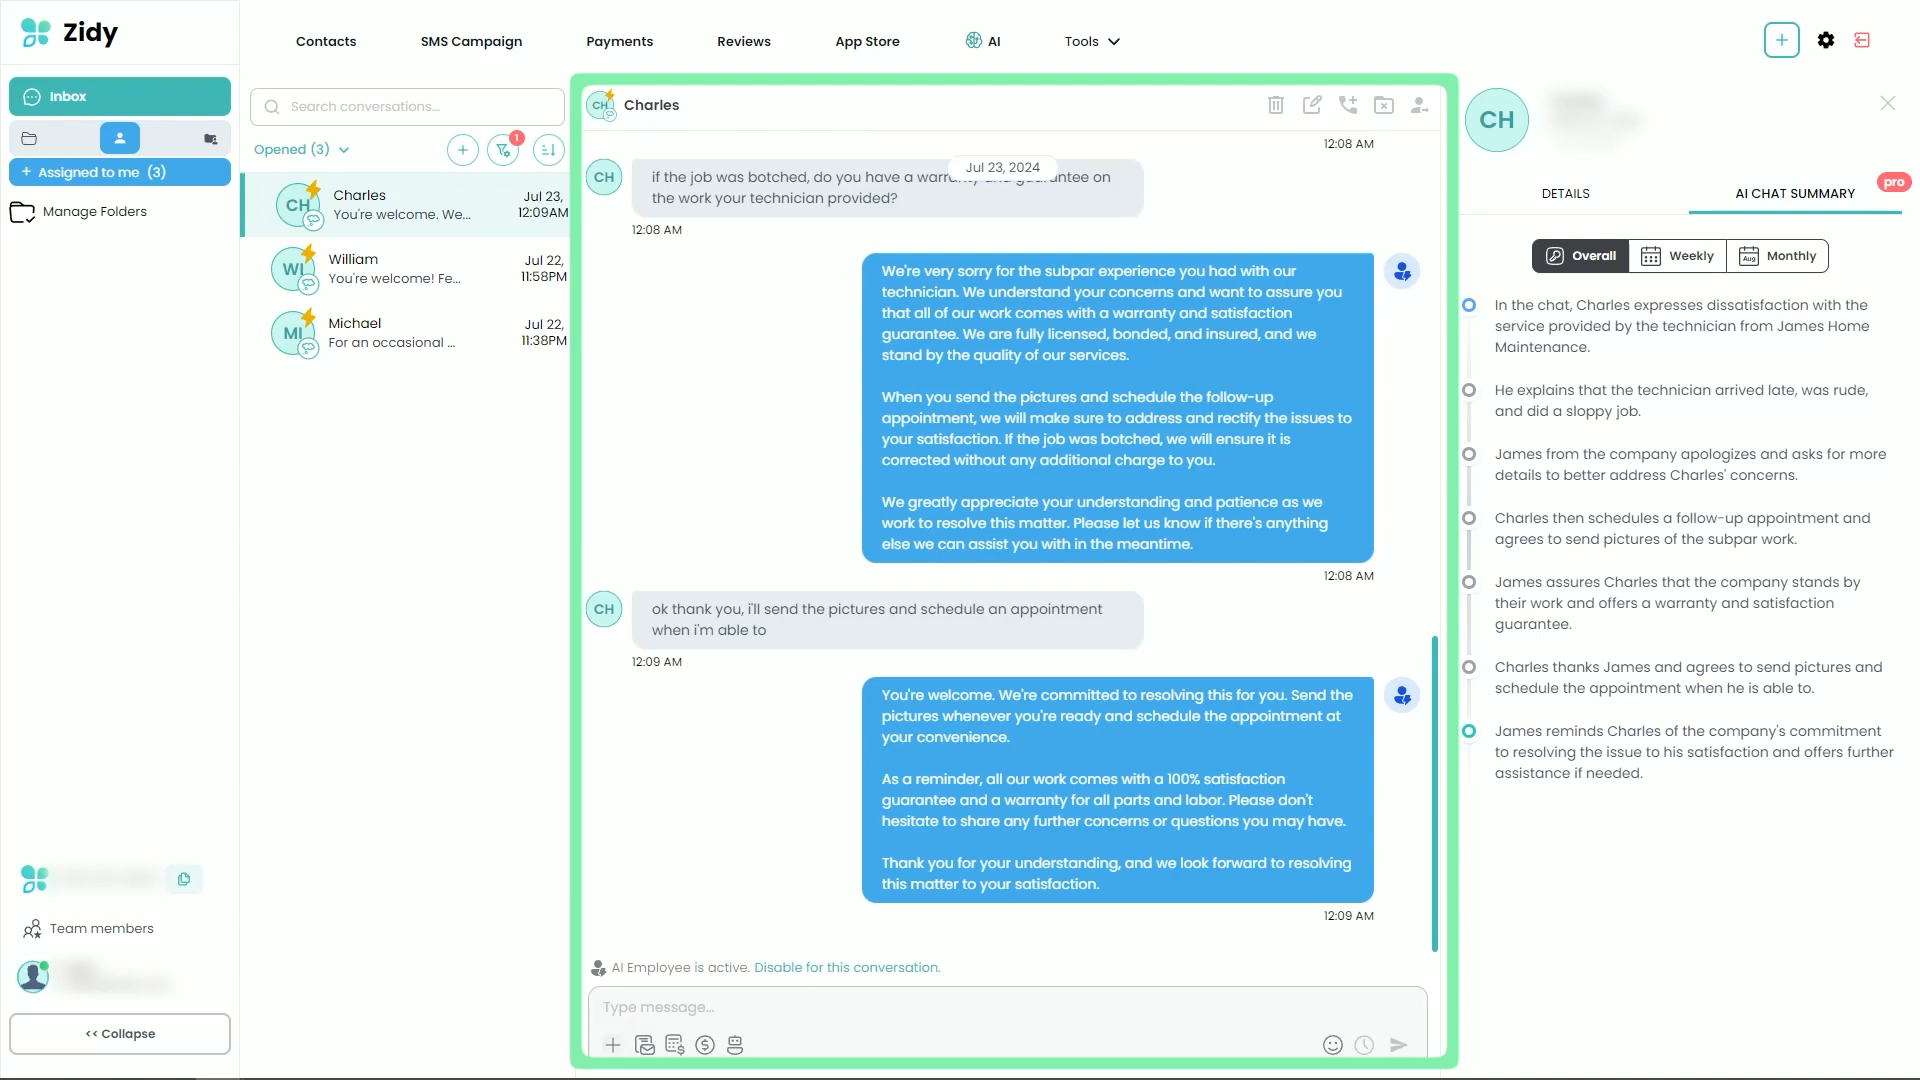 Zidy
Contacts
SMS Campaign
Payments
Reviews
App Store
AI
Tools
Inbox
+ Assigned to me (3)
Manage Folders
Team members
<< Collapse
Search conversations...
Opened (3)
1
CH
Charles
Jul 23,
You're welcome. We...
12:09AM
WI
William
Jul 22,
You're welcome! Fe...
11:58PM
MI
Michael
Jul 22,
For an occasional ...
11:38PM
CH
Charles
12:08 AM
Jul 23, 2024
CH
if the job was botched, do you have a warranty and guarantee on
the work your technician provided?
12:08 AM
We're very sorry for the subpar experience you had with our
technician. We understand your concerns and want to assure you
that all of our work comes with a warranty and satisfaction
guarantee. We are fully licensed, bonded, and insured, and we
stand by the quality of our services.
When you send the pictures and schedule the follow-up
appointment, we will make sure to address and rectify the issues to
your satisfaction. If the job was botched, we will ensure it is
corrected without any additional charge to you.
We greatly appreciate your understanding and patience as we
work to resolve this matter. Please let us know if there's anything
else we can assist you with in the meantime.
12:08 AM
CH
ok thank you, i'll send the pictures and schedule an appointment
when i'm able to
12:09 AM
You're welcome. We're committed to resolving this for you. Send the
pictures whenever you're ready and schedule the appointment at
your convenience.
As a reminder, all our work comes with a 100% satisfaction
guarantee and a warranty for all parts and labor. Please don't
hesitate to share any further concerns or questions you may have.
Thank you for your understanding, and we look forward to resolving
this matter to your satisfaction.
12:09 AM
AI Employee is active. Disable for this conversation.
Type message...
CH
DETAILS
AI CHAT SUMMARY
pro
Overall
Weekly
Aug
Monthly
In the chat, Charles expresses dissatisfaction with the
service provided by the technician from James Home
Maintenance.
He explains that the technician arrived late, was rude,
and did a sloppy job.
James from the company apologizes and asks for more
details to better address Charles' concerns.
Charles then schedules a follow-up appointment and
agrees to send pictures of the subpar work.
James assures Charles that the company stands by
their work and offers a warranty and satisfaction
guarantee.
Charles thanks James and agrees to send pictures and
schedule the appointment when he is able to.
James reminds Charles of the company's commitment
to resolving the issue to his satisfaction and offers further
assistance if needed.